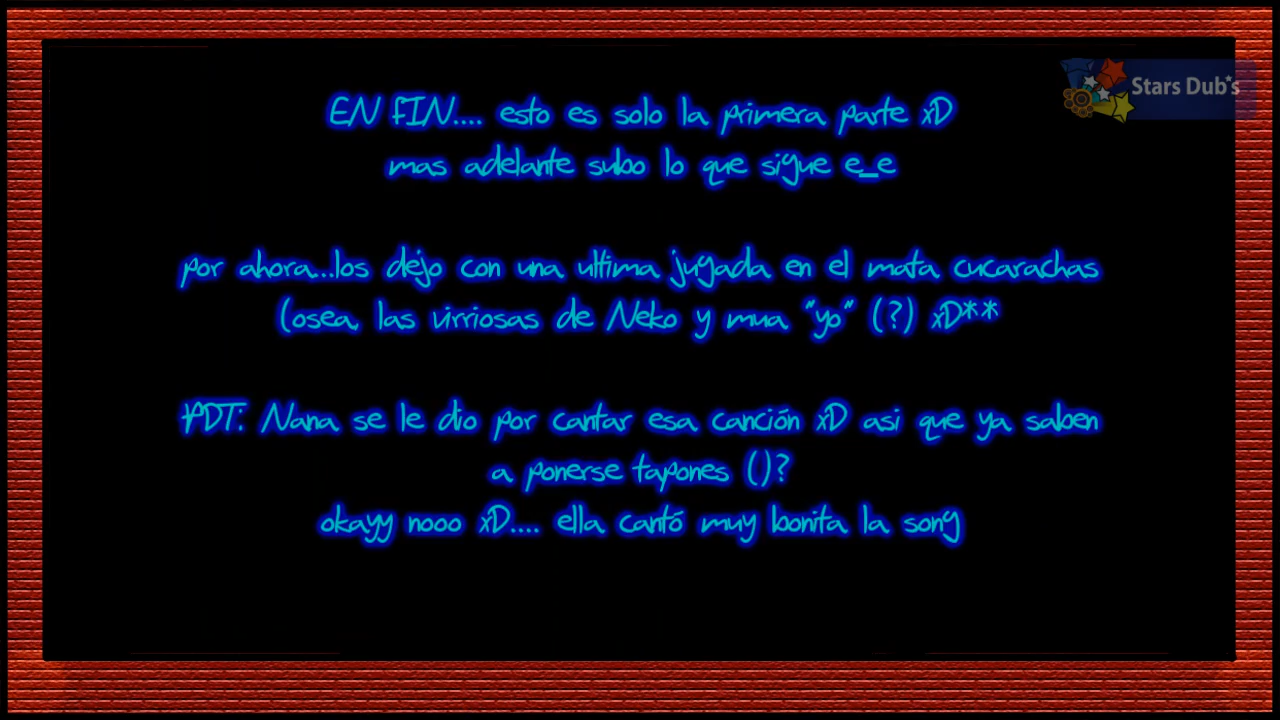 Stars Dub's
EN fIN.... este es solo la primera parte xD
mas adelante subo lo que sige e_e
por ahora...los dejo con una ultima jugada en el mata cucarachas
(osea las viciosas de Neko y mua "yo" () xD**
PDT: Nana se le dio por cantar esa canción xD asi que ya saben
a ponerse tapones ()?
okayy nooo xD.... ella cantó muy bonita la song